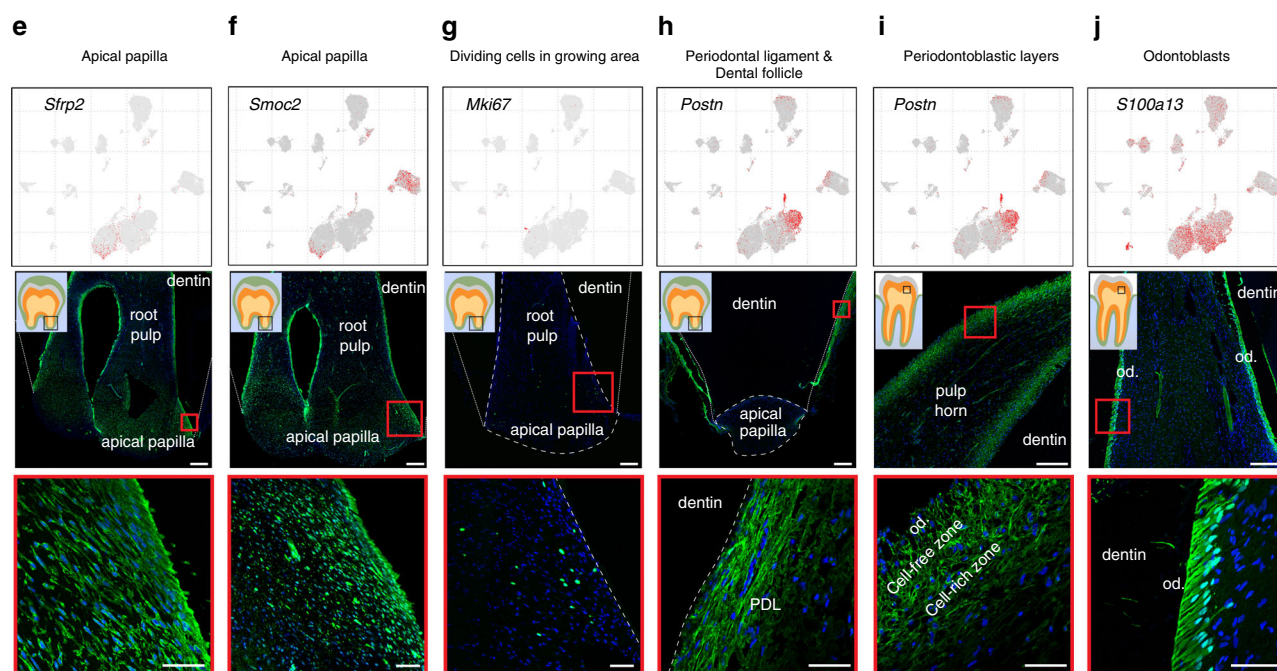 e
f
g
h
i
j
Apical papilla
Apical papilla
Dividing cells in growing area
Periodontal ligament &
Dental follicle
Periodontoblastic layers
Odontoblasts
Sfrp2
Smoc2
Mki67
Postn
Postn
S100a13
dentin
root
pulp
apical papilla
dentin
root
pulp
apical papilla
dentin
root
pulp
apical papilla
dentin
apical
papilla
pulp
horn
dentin
dentin
od.
od.
dentin
PDL
od.
Cell-free zone
Cell-rich zone
dentin
od.